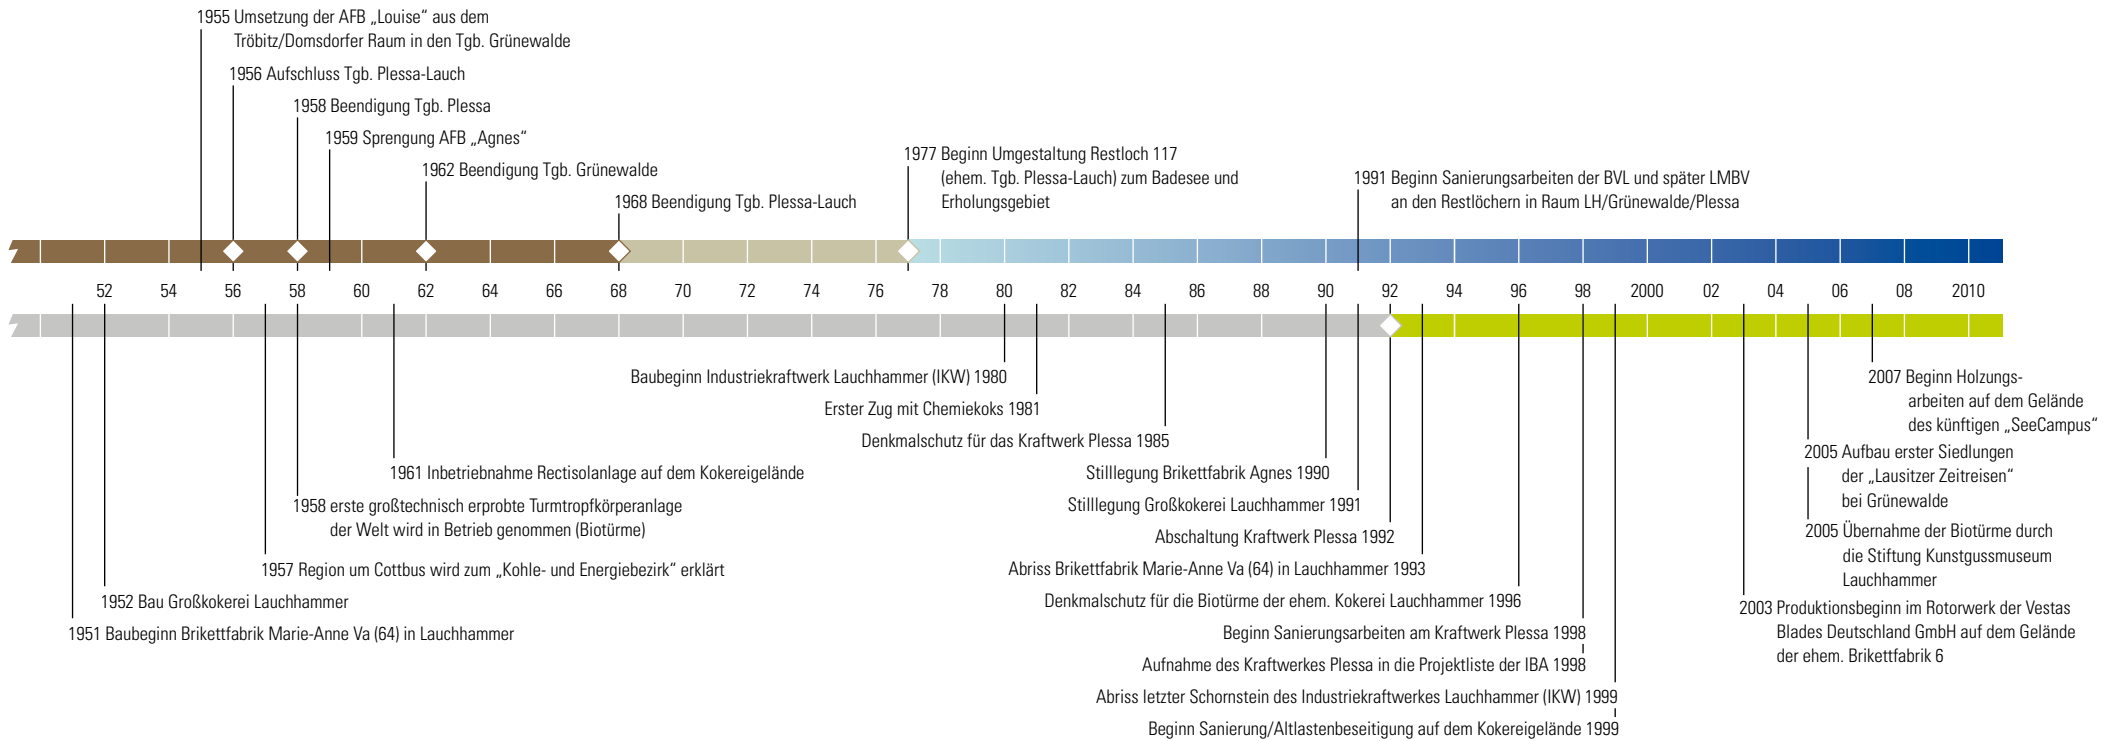 1955 Umsetzung der AFB „Louise“ aus dem
Tröbitz/Domsdorfer Raum in den Tgb. Grünewalde
1956 Aufschluss Tgb. Plessa-Lauch
1958 Beendigung Tgb. Plessa
1959 Sprengung AFB „Agnes“
1962 Beendigung Tgb. Grünewalde
1968 Beendigung Tgb. Plessa-Lauch
1977 Beginn Umgestaltung Restloch 117
(ehem. Tgb. Plessa-Lauch) zum Badesee und
Erholungsgebiet
1991 Beginn Sanierungsarbeiten der BVL und später LMBV
an den Restlöchern in Raum LH/Grünewalde/Plessa
52 54 56 58 60 62 64 66 68 70 72 74 76 78 80 82 84 86 88 90 92 94 96 98 2000 02 04 06 08 2010
Baubeginn Industriekraftwerk Lauchhammer (IKW) 1980
Erster Zug mit Chemiekoks 1981
Denkmalschutz für das Kraftwerk Plessa 1985
1961 Inbetriebnahme Rectisolanlage auf dem Kokereigelände
1958 erste großtechnisch erprobte Turmtropfkörperanlage
der Welt wird in Betrieb genommen (Biotürme)
1957 Region um Cottbus wird zum „Kohle- und Energiebezirk“ erklärt
1952 Bau Großkokerei Lauchhammer
1951 Baubeginn Brikettfabrik Marie-Anne Va (64) in Lauchhammer
Stilllegung Brikettfabrik Agnes 1990
Stilllegung Großkokerei Lauchhammer 1991
Abschaltung Kraftwerk Plessa 1992
Abriss Brikettfabrik Marie-Anne Va (64) in Lauchhammer 1993
Denkmalschutz für die Biotürme der ehem. Kokerei Lauchhammer 1996
Beginn Sanierungsarbeiten am Kraftwerk Plessa 1998
Aufnahme des Kraftwerkes Plessa in die Projektliste der IBA 1998
Abriss letzter Schornstein des Industriekraftwerkes Lauchhammer (IKW) 1999
Beginn Sanierung/Altlastenbeseitigung auf dem Kokereigelände 1999
2007 Beginn Holzungs-
arbeiten auf dem Gelände
des künftigen „SeeCampus“
2005 Aufbau erster Siedlungen
der „Lausitzer Zeitreisen“
bei Grünewalde
2005 Übernahme der Biotürme durch
die Stiftung Kunstgussmuseum
Lauchhammer
2003 Produktionsbeginn im Rotorwerk der Vestas
Blades Deutschland GmbH auf dem Gelände
der ehem. Brikettfabrik 6